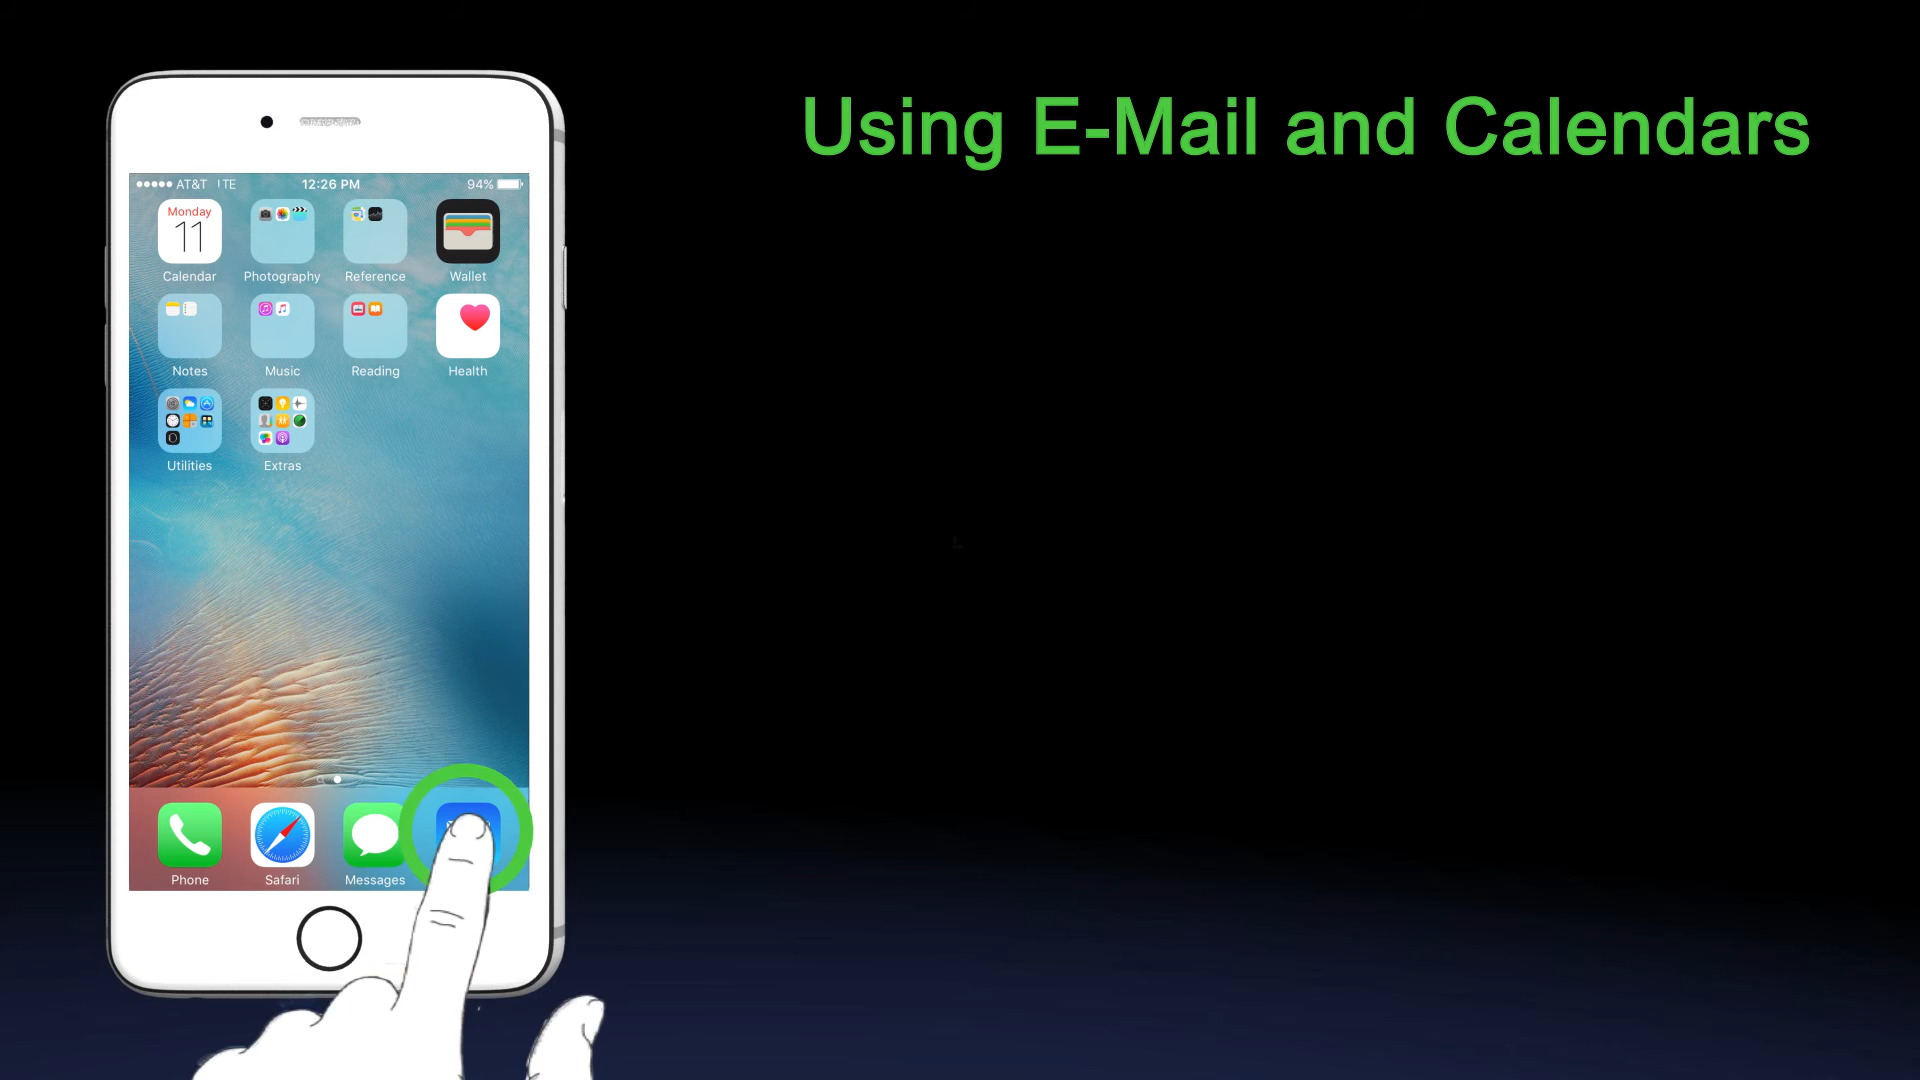 Using E-Mail and Calendars
AT&T TE 12:26 PM 94%
Monday
11
Calendar Photography Reference Wallet
Notes Music Reading Health
Utilities Extras
Phone Safari Messages